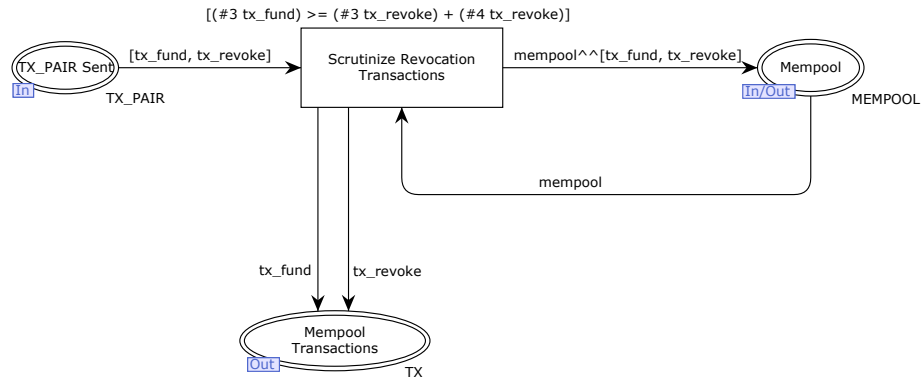 [(#3 tx_fund) >= (#3 tx_revoke) + (#4 tx_revoke)]
TX_PAIR Sent
In
TX_PAIR
[tx_fund, tx_revoke]
Scrutinize Revocation
Transactions
mempool^^[tx_fund, tx_revoke]
Mempool
In/Out
MEMPOOL
mempool
tx_fund
tx_revoke
Mempool
Transactions
Out
TX